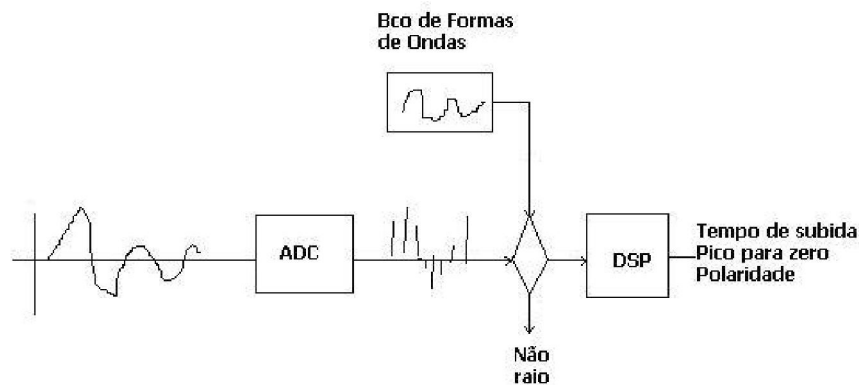 Bco de Formas
de Ondas
ADC
DSP
Tempo de subida
Pico para zero
Polaridade
Não
raio